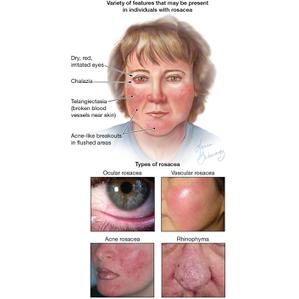 Variety of features that may be present
in individuals with rosacea
Dry, red,
irritated eyes
Chalazia
Telangiectasia
(broken blood
vessels near skin)
Acne-like breakouts
in flushed areas
Types of rosacea
Ocular rosacea
Vascular rosacea
Acne rosacea
Rhinophyma